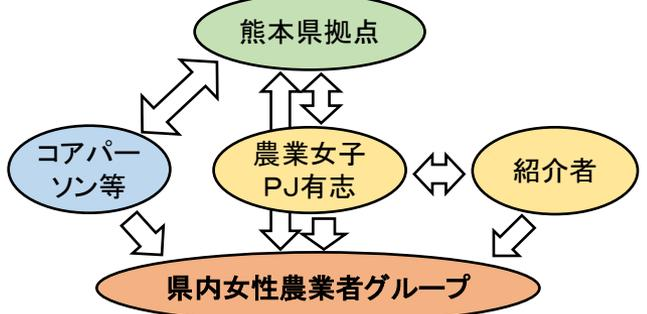 熊本県拠点
コアパー
ソン等
農業女子
PJ有志
紹介者
県内女性農業者グループ